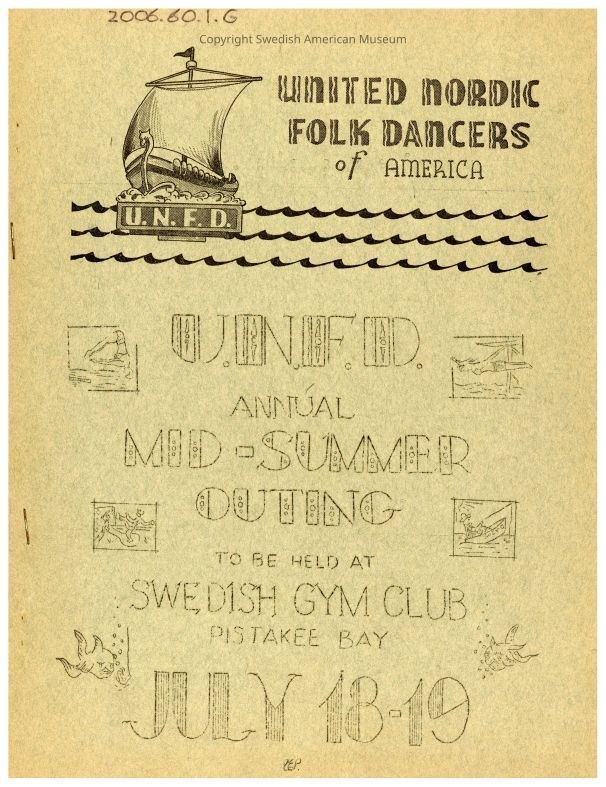 2006.60.1.G
Copyright Swedish American Museum
UNITED NORDIC
FOLK DANCERS
of AMERICA
U.N.F.D.
U.N.F.D.
ANNUAL
MID-SUMMER
OUTING
TO BE HELD AT
SWEDISH GYM CLUB
PISTAKEE BAY
JULY 18-19